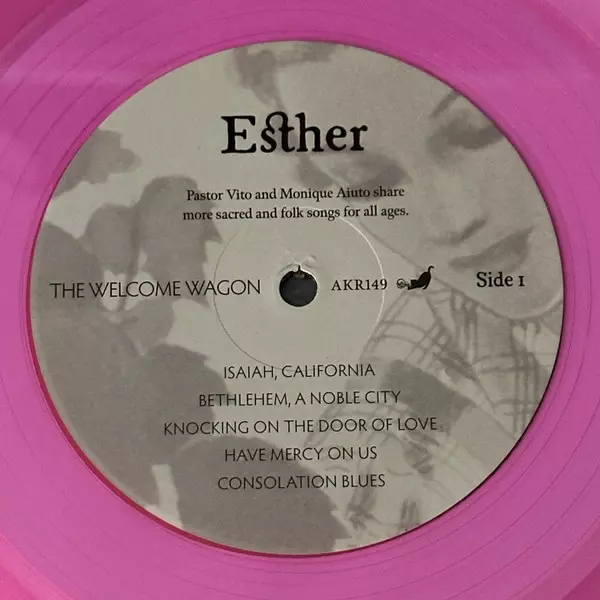 Esther
Pastor Vito and Monique Aiuto share
more sacred and folk songs for all ages.
THE WELCOME WAGON AKR149 Side 1
ISAIAH, CALIFORNIA
BETHLEHEM, A NOBLE CITY
KNOCKING ON THE DOOR OF LOVE
HAVE MERCY ON US
CONSOLATION BLUES